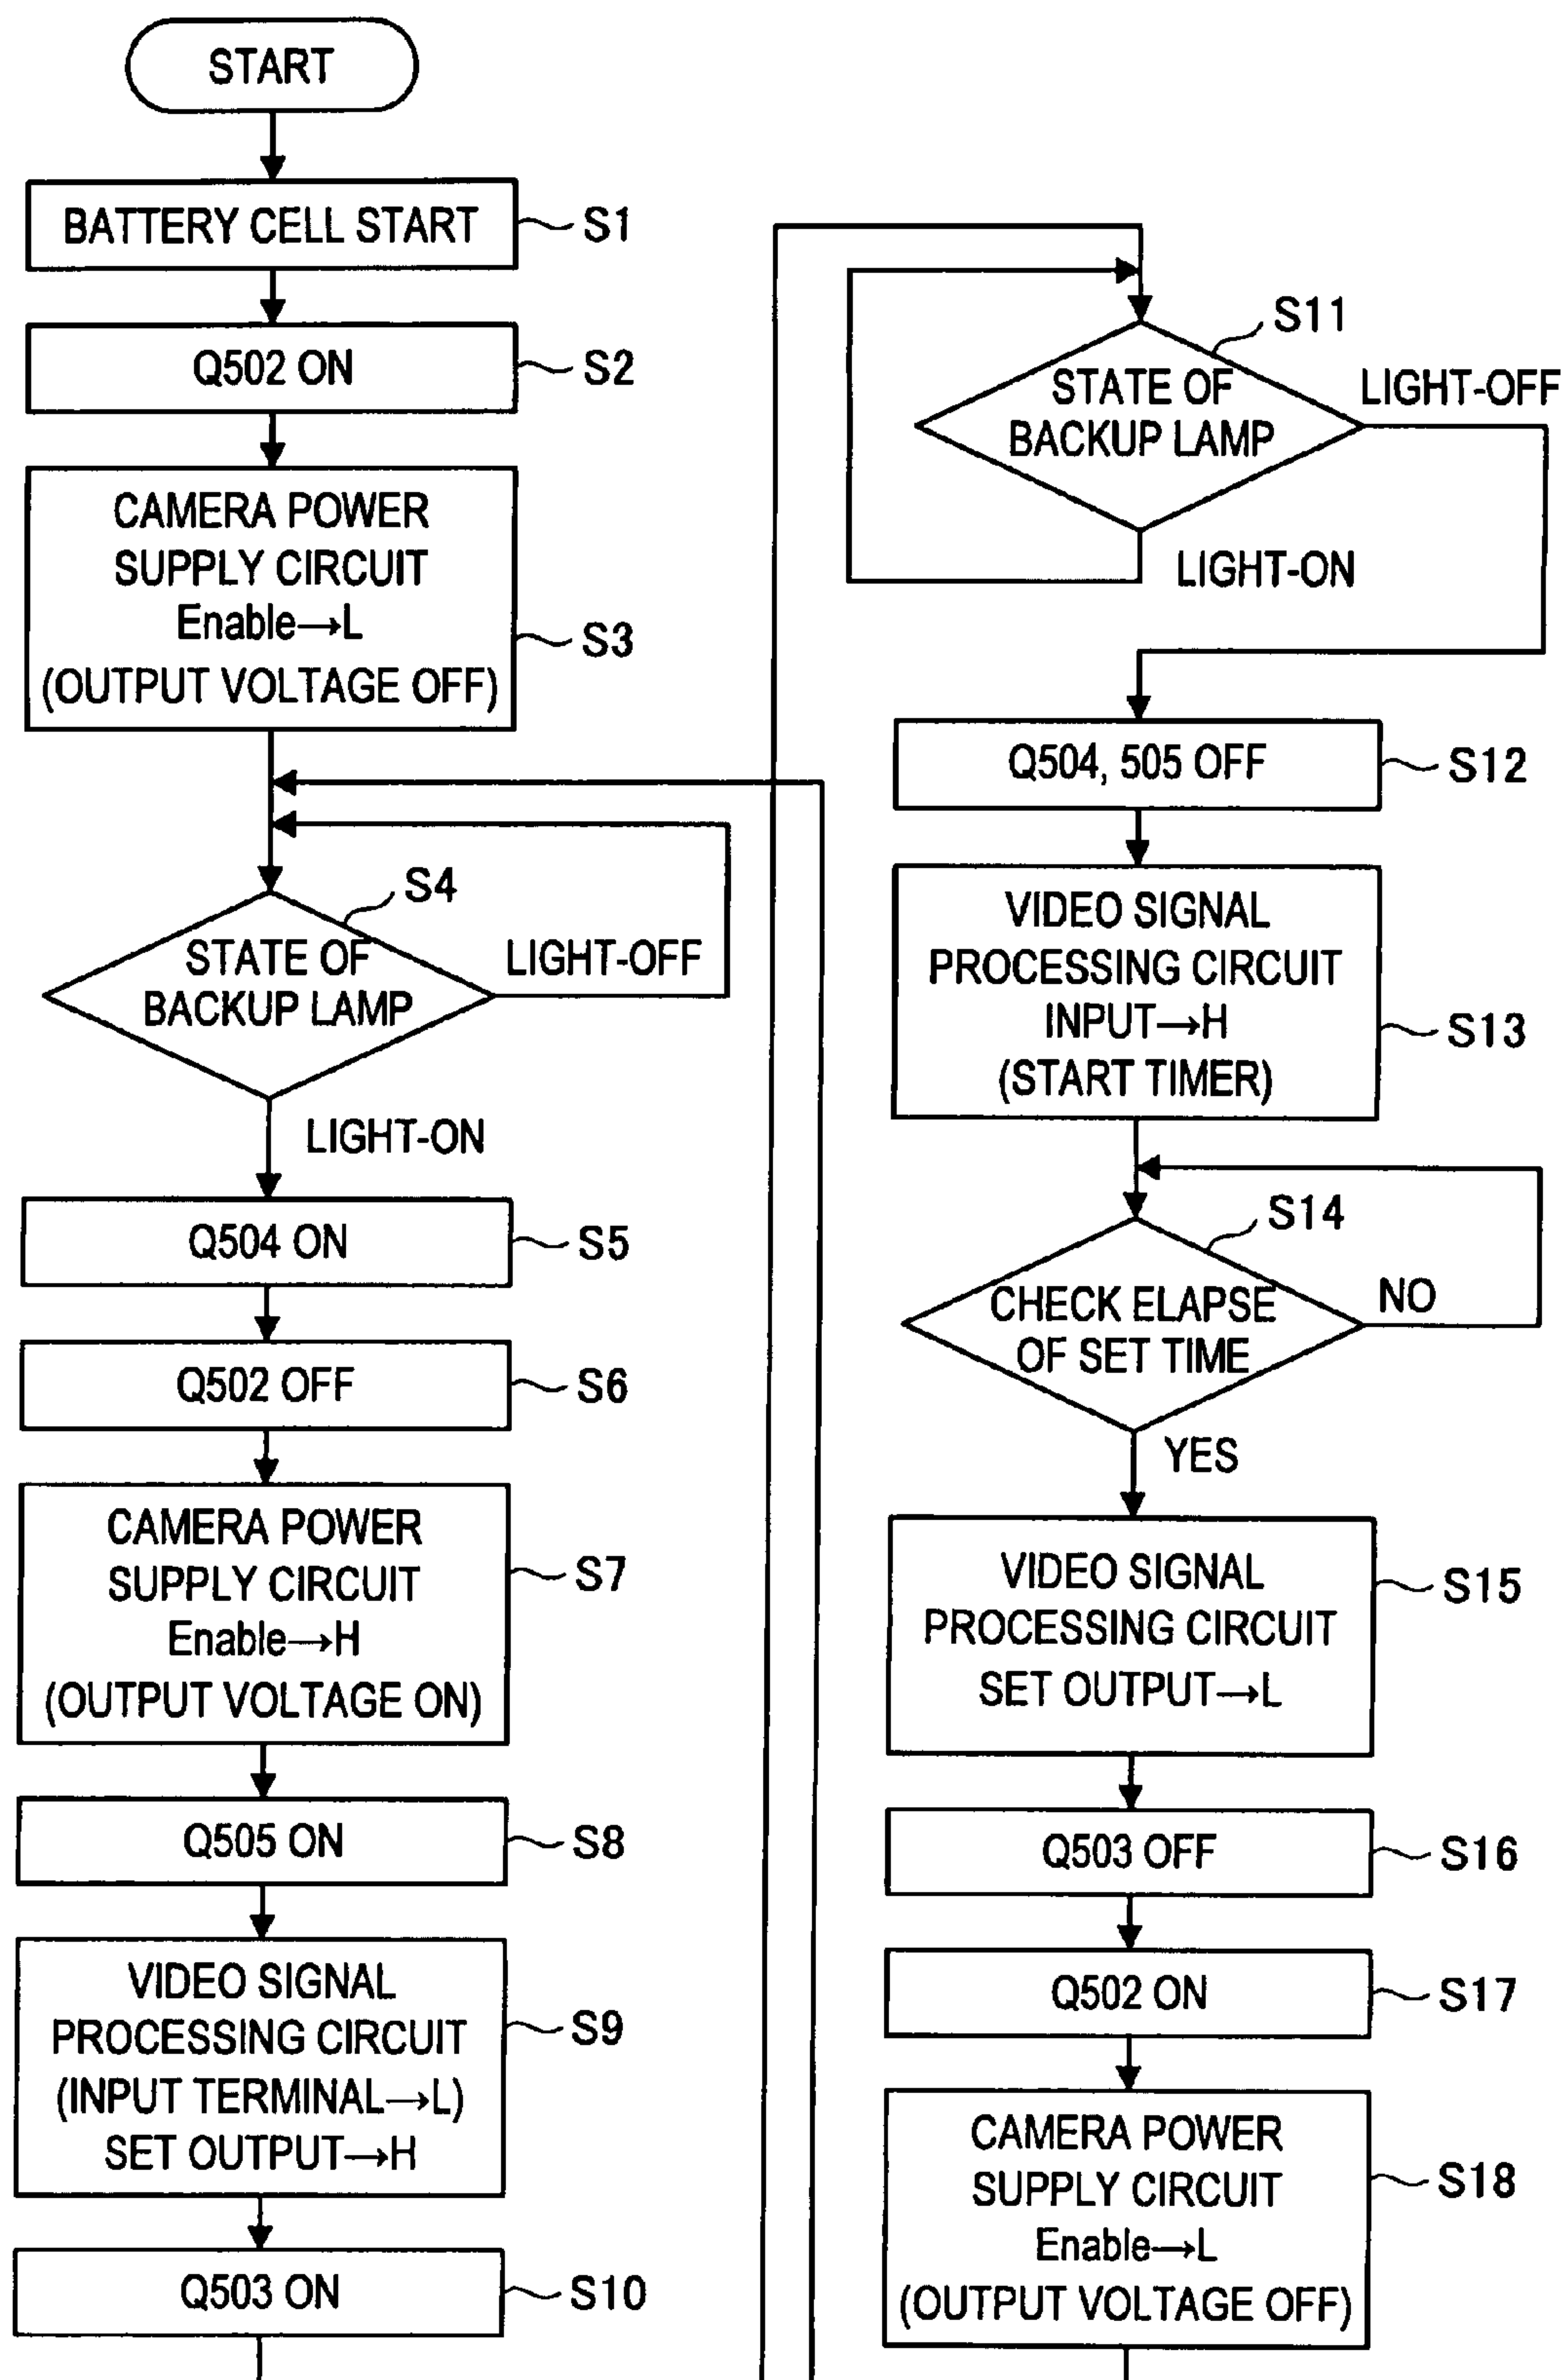 START
BATTERY CELL START
S1
Q502 ON
S2
CAMERA POWER
SUPPLY CIRCUIT
Enable→L
(OUTPUT VOLTAGE OFF)
S3
S4
STATE OF
BACKUP LAMP
LIGHT-OFF
LIGHT-ON
Q504 ON
S5
Q502 OFF
S6
CAMERA POWER
SUPPLY CIRCUIT
Enable→H
(OUTPUT VOLTAGE ON)
S7
Q505 ON
S8
VIDEO SIGNAL
PROCESSING CIRCUIT
(INPUT TERMINAL→L)
SET OUTPUT→H
S9
Q503 ON
S10
S11
STATE OF
BACKUP LAMP
LIGHT-OFF
LIGHT-ON
Q504, 505 OFF
S12
VIDEO SIGNAL
PROCESSING CIRCUIT
INPUT→H
(START TIMER)
S13
S14
CHECK ELAPSE
OF SET TIME
NO
YES
VIDEO SIGNAL
PROCESSING CIRCUIT
SET OUTPUT→L
S15
Q503 OFF
S16
Q502 ON
S17
CAMERA POWER
SUPPLY CIRCUIT
Enable→L
(OUTPUT VOLTAGE OFF)
S18